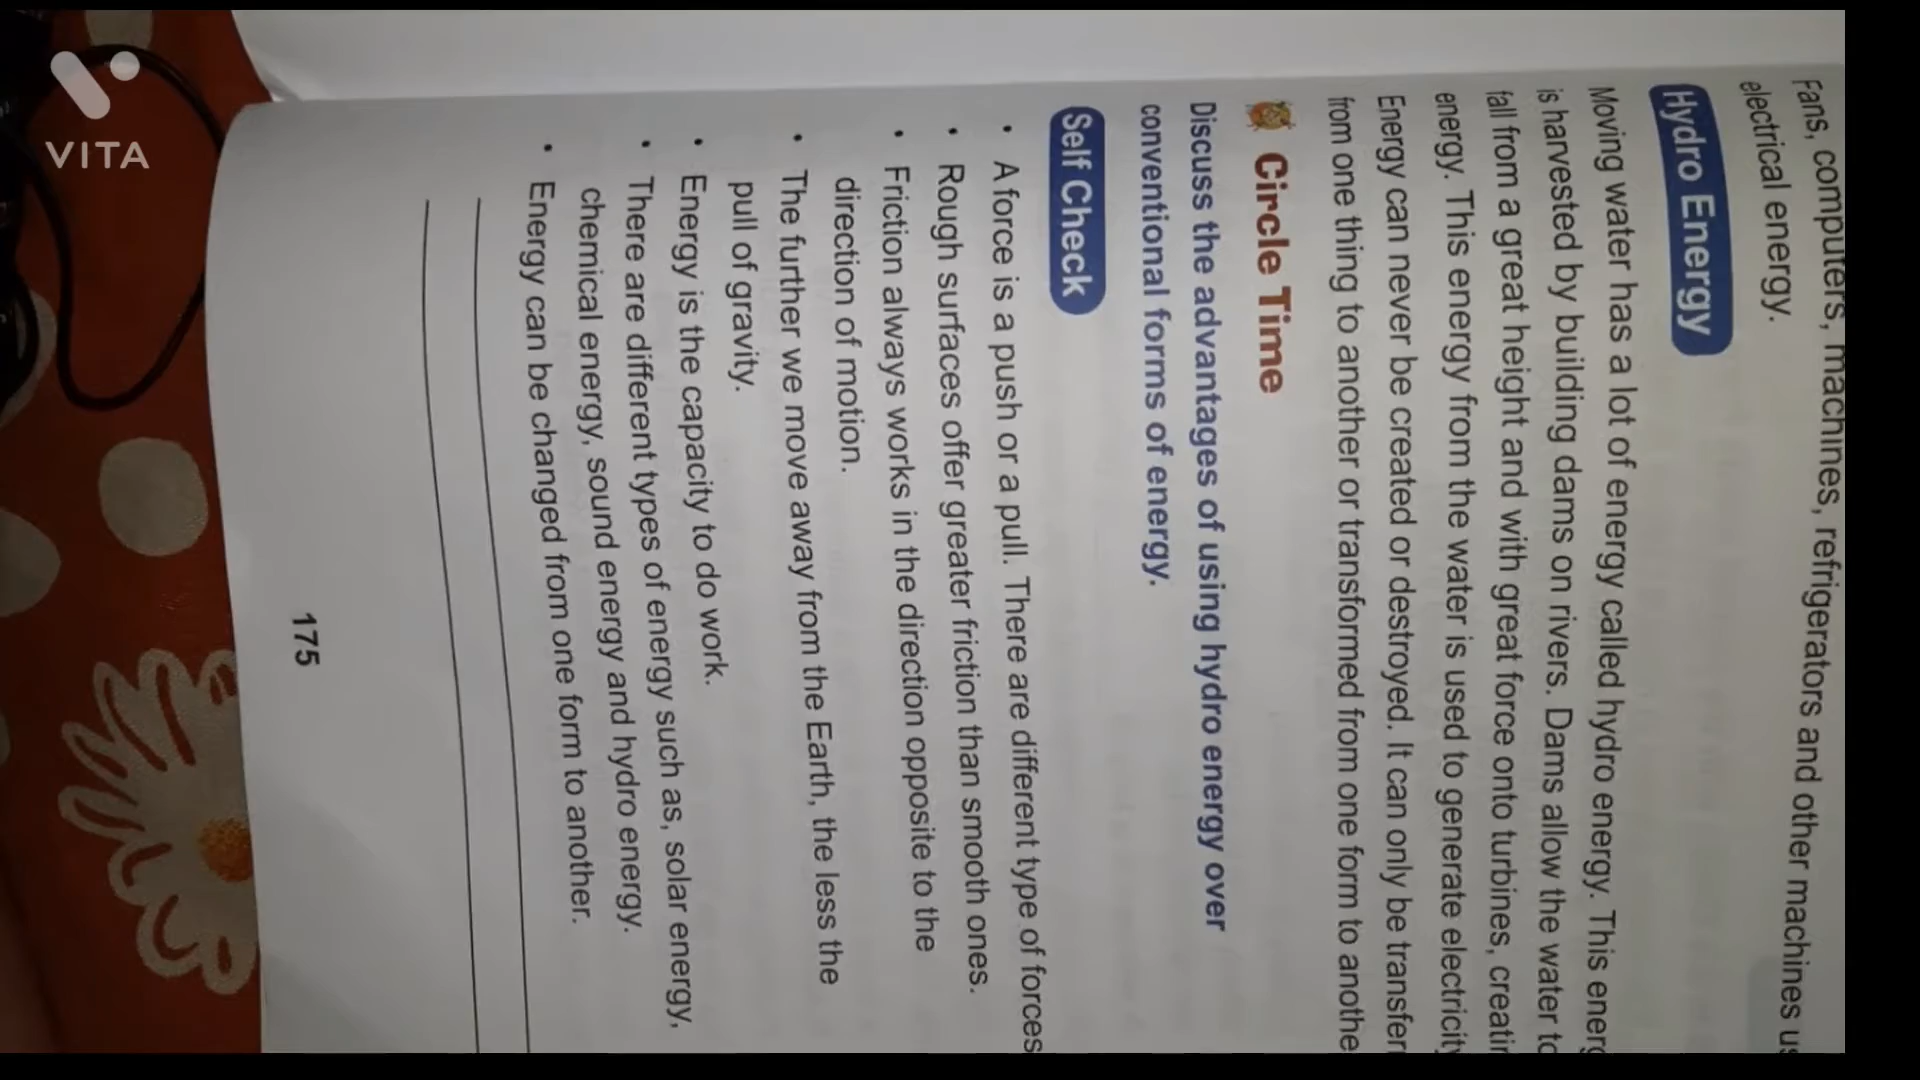 Fans, computers, machines, refrigerators and other machines
electrical energy.
Hydro Energy
Moving water has a lot of energy called hydro energy. This
is harvested by building dams on rivers. Dams allow the water to
fall from a great height and with great force onto turbines,
energy. This energy from the water is used to generate electricity
Energy can never be created or destroyed. It can only be
from one thing to another or transformed from one form to
Circle Time
Discuss the advantages of using hydro energy over
conventional forms of energy.
Self Check
• A force is a push or a pull. There are different type of forces
• Rough surfaces offer greater friction than smooth ones.
• Friction always works in the direction opposite to the
direction of motion.
• The further we move away from the Earth, the less the
pull of gravity.
• Energy is the capacity to do work.
• There are different types of energy such as, solar energy,
chemical energy, sound energy and hydro energy.
• Energy can be changed from one form to another.
175
VITA